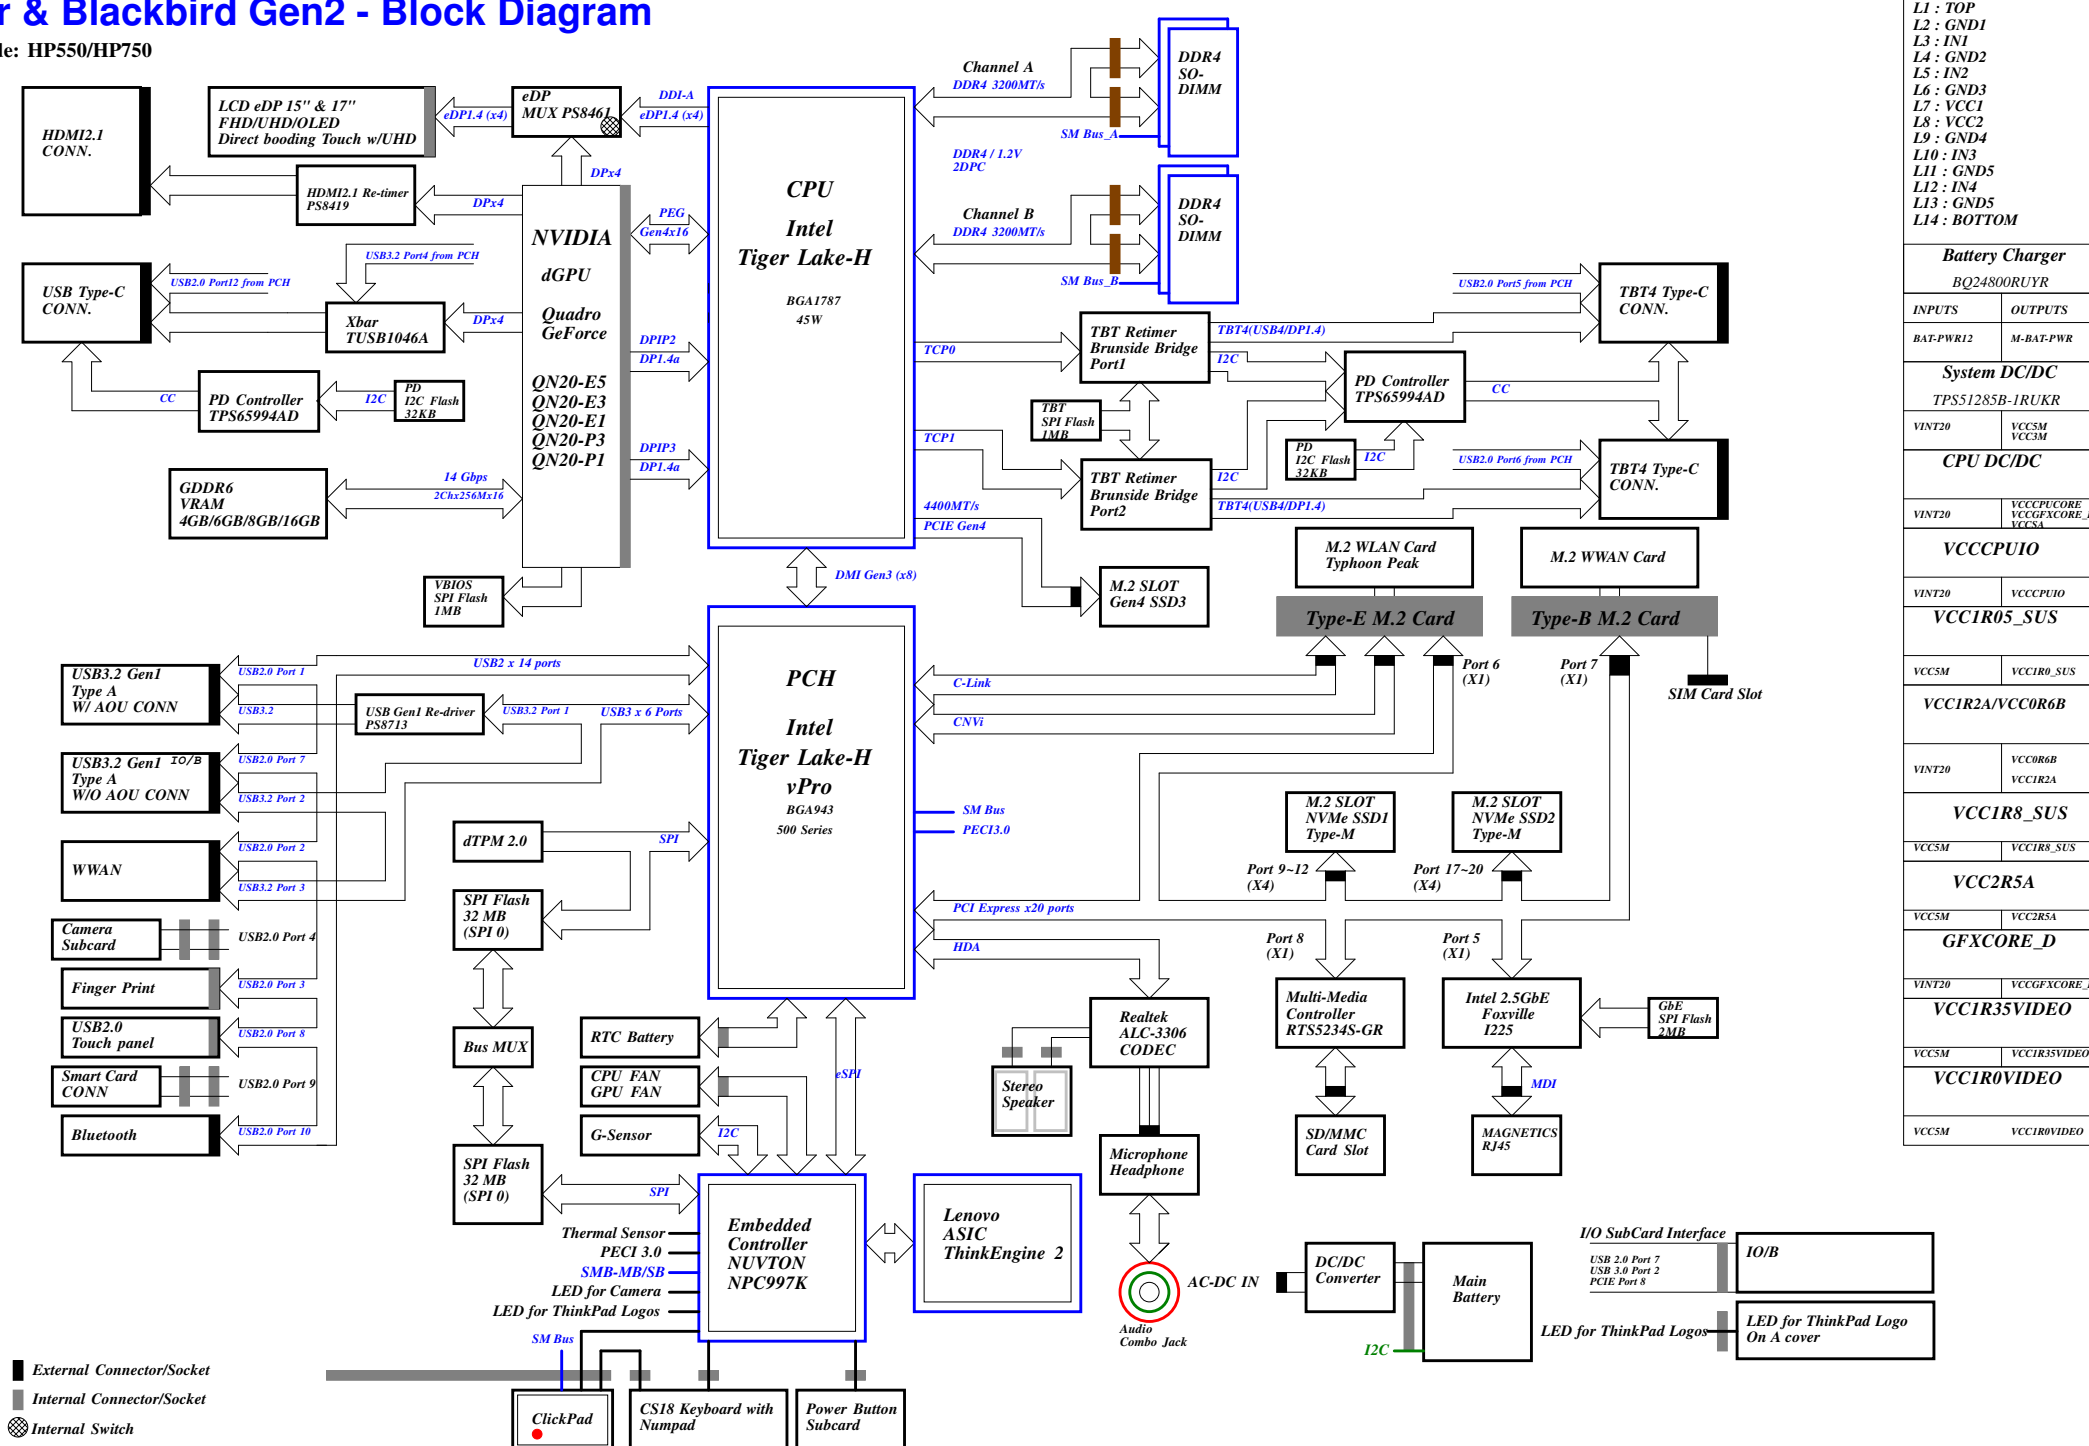 r & Blackbird Gen2 - Block Diagram
le: HP550/HP750
HDMI2.1
CONN.
LCD eDP 15" & 17"
FHD/UHD/OLED
Direct booding Touch w/UHD
eDP1.4 (x4)
eDP
MUX PS8461
DDI-A
eDP1.4 (x4)
DPx4
HDMI2.1 Re-timer
PS8419
DPx4
USB3.2 Port4 from PCH
USB2.0 Port12 from PCH
USB Type-C
CONN.
Xbar
TUSB1046A
DPx4
CC
PD Controller
TPS65994AD
I2C
PD
I2C Flash
32KB
NVIDIA
dGPU
Quadro
GeForce
QN20-E5
QN20-E3
QN20-E1
QN20-P3
QN20-P1
PEG
Gen4x16
DPIP2
DP1.4a
DPIP3
DP1.4a
GDDR6
VRAM
4GB/6GB/8GB/16GB
14 Gbps
2Chx256Mx16
VBIOS
SPI Flash
1MB
CPU
Intel
Tiger Lake-H
BGA1787
45W
Channel A
DDR4 3200MT/s
SM Bus_A
DDR4
SO-
DIMM
DDR4 / 1.2V
2DPC
Channel B
DDR4 3200MT/s
SM Bus_B
DDR4
SO-
DIMM
TCP0
TCP1
4400MT/s
PCIE Gen4
DMI Gen3 (x8)
TBT Retimer
Brunside Bridge
Port1
TBT4(USB4/DP1.4)
I2C
TBT
SPI Flash
1MB
TBT Retimer
Brunside Bridge
Port2
I2C
TBT4(USB4/DP1.4)
PD Controller
TPS65994AD
PD
I2C Flash
32KB
I2C
CC
USB2.0 Port5 from PCH
TBT4 Type-C
CONN.
USB2.0 Port6 from PCH
TBT4 Type-C
CONN.
M.2 SLOT
Gen4 SSD3
M.2 WLAN Card
Typhoon Peak
Type-E M.2 Card
M.2 WWAN Card
Type-B M.2 Card
SIM Card Slot
Port 6
(X1)
Port 7
(X1)
C-Link
CNVi
PCH
Intel
Tiger Lake-H
vPro
BGA943
500 Series
SM Bus
PECI3.0
PCI Express x20 ports
HDA
USB2 x 14 ports
USB3 x 6 Ports
USB3.2 Gen1
Type A
W/ AOU CONN
USB2.0 Port 1
USB3.2
USB Gen1 Re-driver
PS8713
USB3.2 Port 1
USB3.2 Gen1 IO/B
Type A
W/O AOU CONN
USB2.0 Port 7
USB3.2 Port 2
WWAN
USB2.0 Port 2
USB3.2 Port 3
Camera
Subcard
USB2.0 Port 4
Finger Print
USB2.0 Port 3
USB2.0
Touch panel
USB2.0 Port 8
Smart Card
CONN
USB2.0 Port 9
Bluetooth
USB2.0 Port 10
dTPM 2.0
SPI
SPI Flash
32 MB
(SPI 0)
Bus MUX
SPI Flash
32 MB
(SPI 0)
SPI
RTC Battery
CPU FAN
GPU FAN
G-Sensor
I2C
eSPI
M.2 SLOT
NVMe SSD1
Type-M
M.2 SLOT
NVMe SSD2
Type-M
Port 9~12
(X4)
Port 17~20
(X4)
Port 8
(X1)
Port 5
(X1)
Multi-Media
Controller
RTS5234S-GR
Intel 2.5GbE
Foxville
I225
GbE
SPI Flash
2MB
MDI
SD/MMC
Card Slot
MAGNETICS
RJ45
Realtek
ALC-3306
CODEC
Stereo
Speaker
Microphone
Headphone
Audio
Combo Jack
Thermal Sensor
PECI 3.0
SMB-MB/SB
LED for Camera
LED for ThinkPad Logos
Embedded
Controller
NUVTON
NPC997K
Lenovo
ASIC
ThinkEngine 2
SM Bus
ClickPad
CS18 Keyboard with
Numpad
Power Button
Subcard
AC-DC IN
DC/DC
Converter
Main
Battery
I2C
I/O SubCard Interface
USB 2.0 Port 7
USB 3.0 Port 2
PCIE Port 8
IO/B
LED for ThinkPad Logos
LED for ThinkPad Logo
On A cover
External Connector/Socket
Internal Connector/Socket
Internal Switch
L1 : TOP
L2 : GND1
L3 : IN1
L4 : GND2
L5 : IN2
L6 : GND3
L7 : VCC1
L8 : VCC2
L9 : GND4
L10 : IN3
L11 : GND5
L12 : IN4
L13 : GND5
L14 : BOTTOM
Battery Charger
BQ24800RUYR
INPUTS OUTPUTS
BAT-PWR12 M-BAT-PWR
System DC/DC
TPS51285B-1RUKR
VINT20 VCC5M
VCC3M
CPU DC/DC
VINT20 VCCCPUCORE
VCCGFXCORE_I
VCCSA
VCCCPUIO
VINT20 VCCCPUIO
VCC1R05_SUS
VCC5M VCC1R0_SUS
VCC1R2A/VCC0R6B
VINT20 VCC0R6B
VCC1R2A
VCC1R8_SUS
VCC5M VCC1R8_SUS
VCC2R5A
VCC5M VCC2R5A
GFXCORE_D
VINT20 VCCGFXCORE_I
VCC1R35VIDEO
VCC5M VCC1R35VIDEO
VCC1R0VIDEO
VCC5M VCC1R0VIDEO